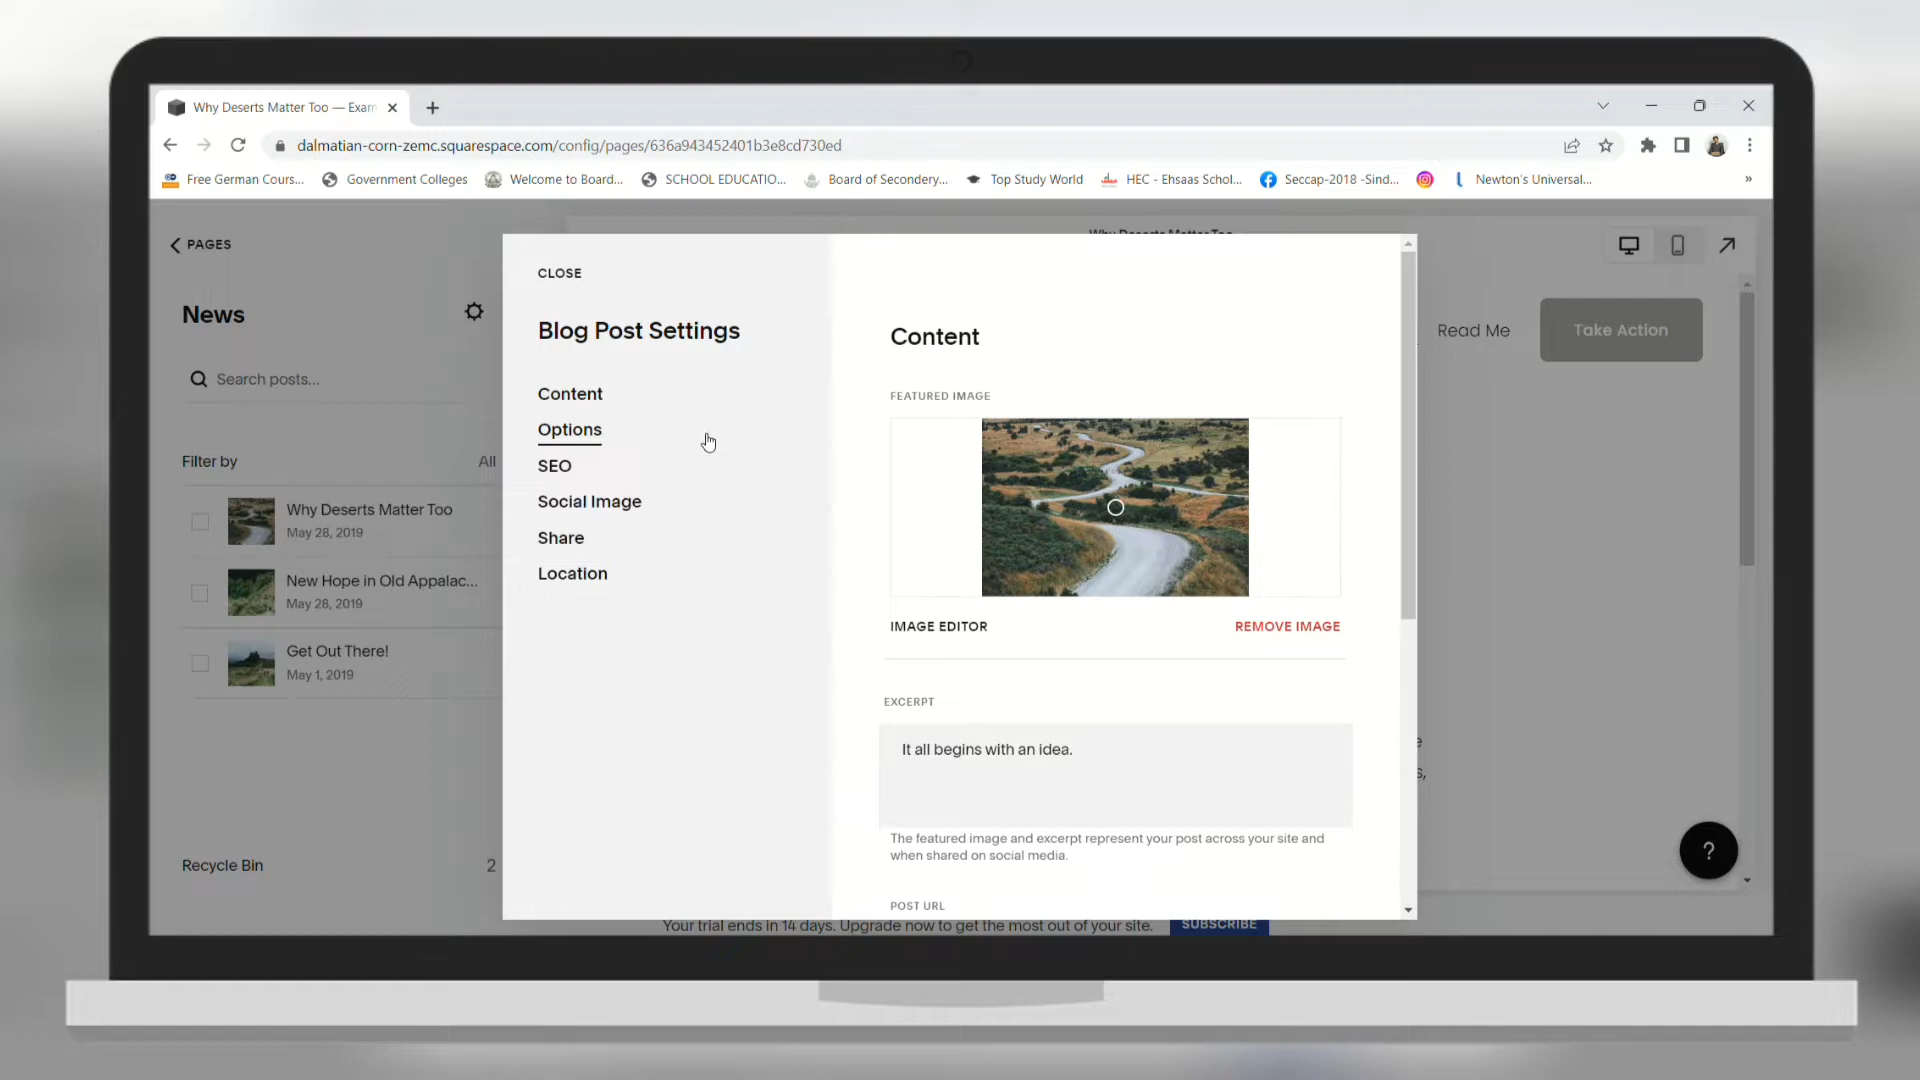 Why Deserts Matter Too — Exam
dalmatian-corn-zemc.squarespace.com/config/pages/636a943452401b3e8cd730ed
Free German Cours... Government Colleges Welcome to Board... SCHOOL EDUCATIO... Board of Secondery... Top Study World HEC - Ehsaas Schol... Seccap-2018 -Sind... Newton's Universal... »
PAGES
Why Deserts Matter Too
News
Search posts...
Filter by All
Why Deserts Matter Too
May 28, 2019
New Hope in Old Appalac...
May 28, 2019
Get Out There!
May 1, 2019
Recycle Bin 2
CLOSE
Blog Post Settings
Content
Options
SEO
Social Image
Share
Location
Content
FEATURED IMAGE
IMAGE EDITOR REMOVE IMAGE
EXCERPT
It all begins with an idea.
The featured image and excerpt represent your post across your site and
when shared on social media.
POST URL
Read Me Take Action
s,
?
Your trial ends in 14 days. Upgrade now to get the most out of your site. SUBSCRIBE